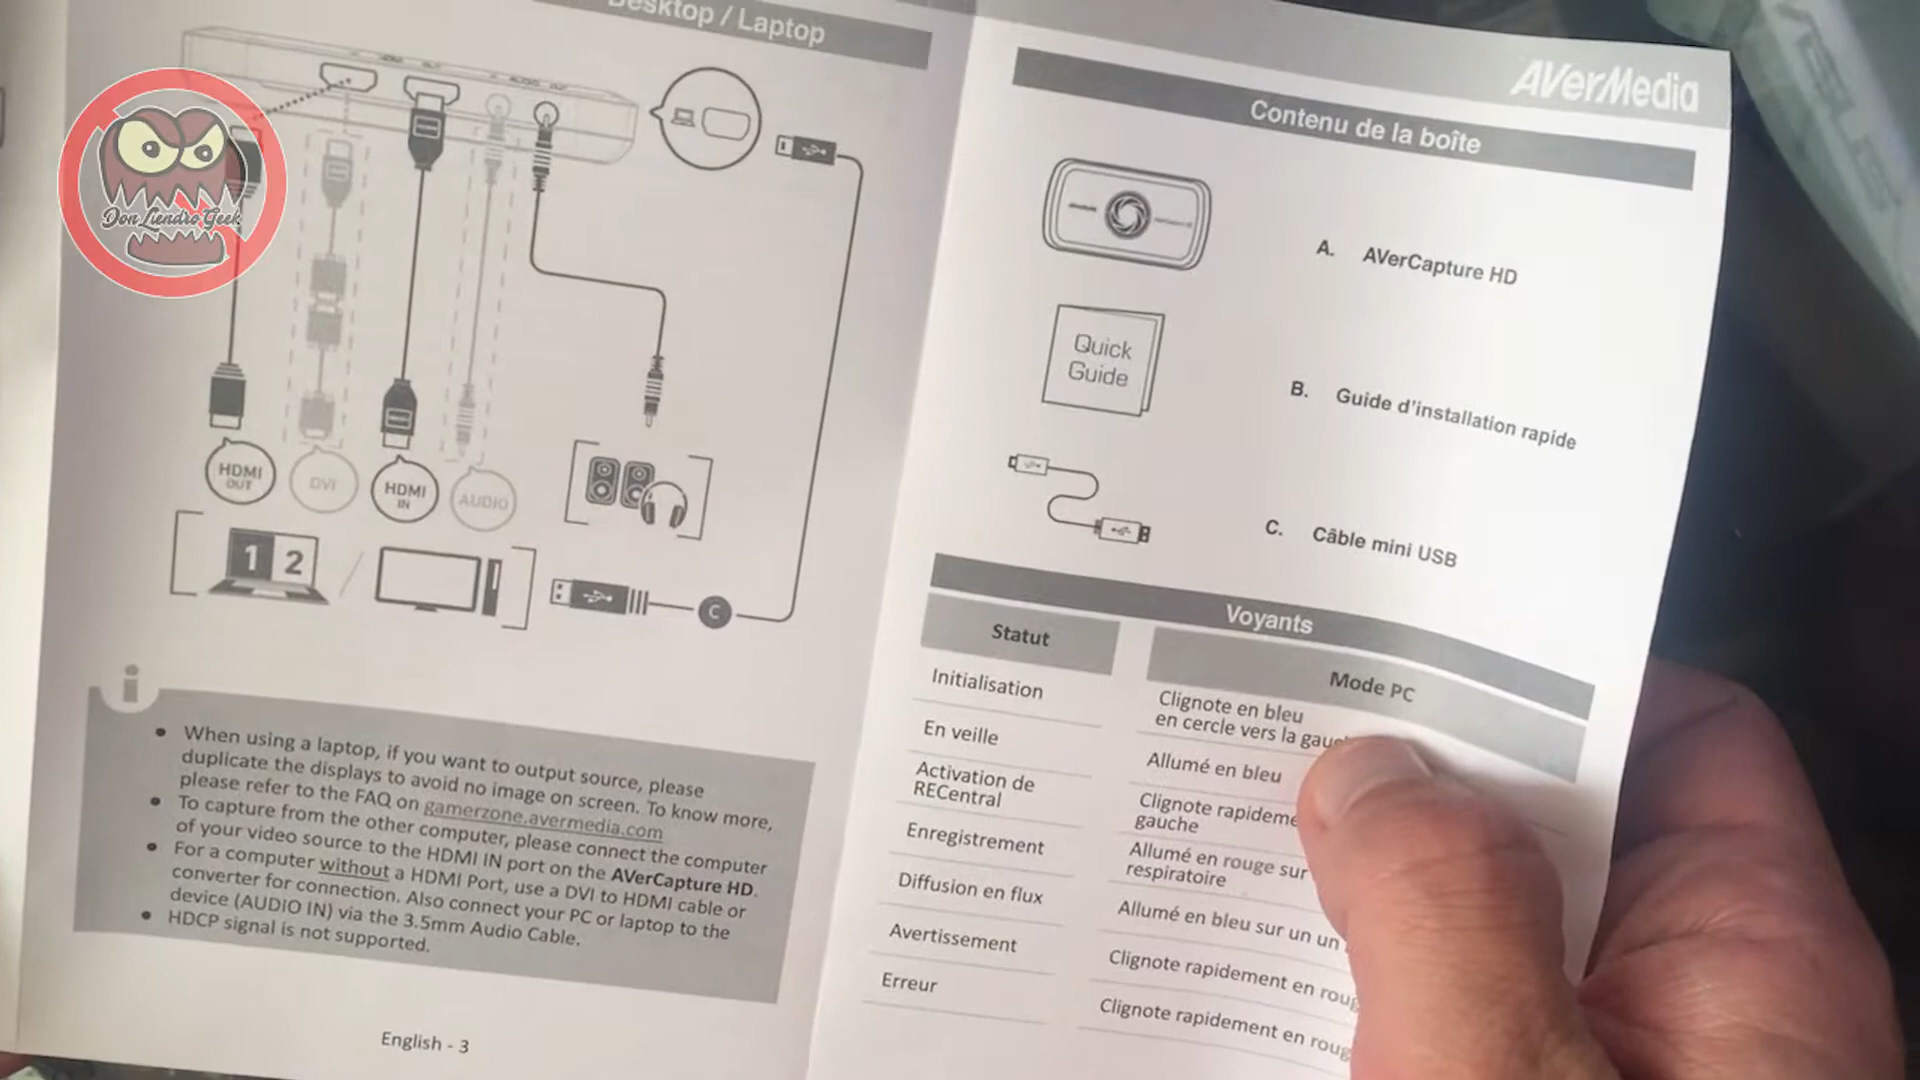 Desktop / Laptop
HDMI
OUT
IN
AUDIO
OUT
Don Liendro Geek
HDMI
OUT
DVI
HDMI
IN
AUDIO
1
2
C
i
When using a laptop, if you want to output source, please
duplicate the displays to avoid no image on screen. To know more,
please refer to the FAQ on gamerzone.avermedia.com
To capture from the other computer, please connect the computer
of your video source to the HDMI IN port on the AVerCapture HD.
For a computer without a HDMI Port, use a DVI to HDMI cable or
converter for connection. Also connect your PC or laptop to the
device (AUDIO IN) via the 3.5mm Audio Cable.
HDCP signal is not supported.
English - 3
AVerMedia
Contenu de la boîte
A. AVerCapture HD
Quick
Guide
B. Guide d'installation rapide
C. Câble mini USB
Voyants
Statut
Mode PC
Initialisation
Clignote en bleu
en cercle vers la
En veille
Allumé en bleu
Activation de
RECentral
Clignote
gauche
Enregistrement
Allumé en rouge sur
respiratoire
Diffusion en flux
Allumé en bleu sur un un
Avertissement
Clignote rapidement en
Erreur
Clignote rapidement en